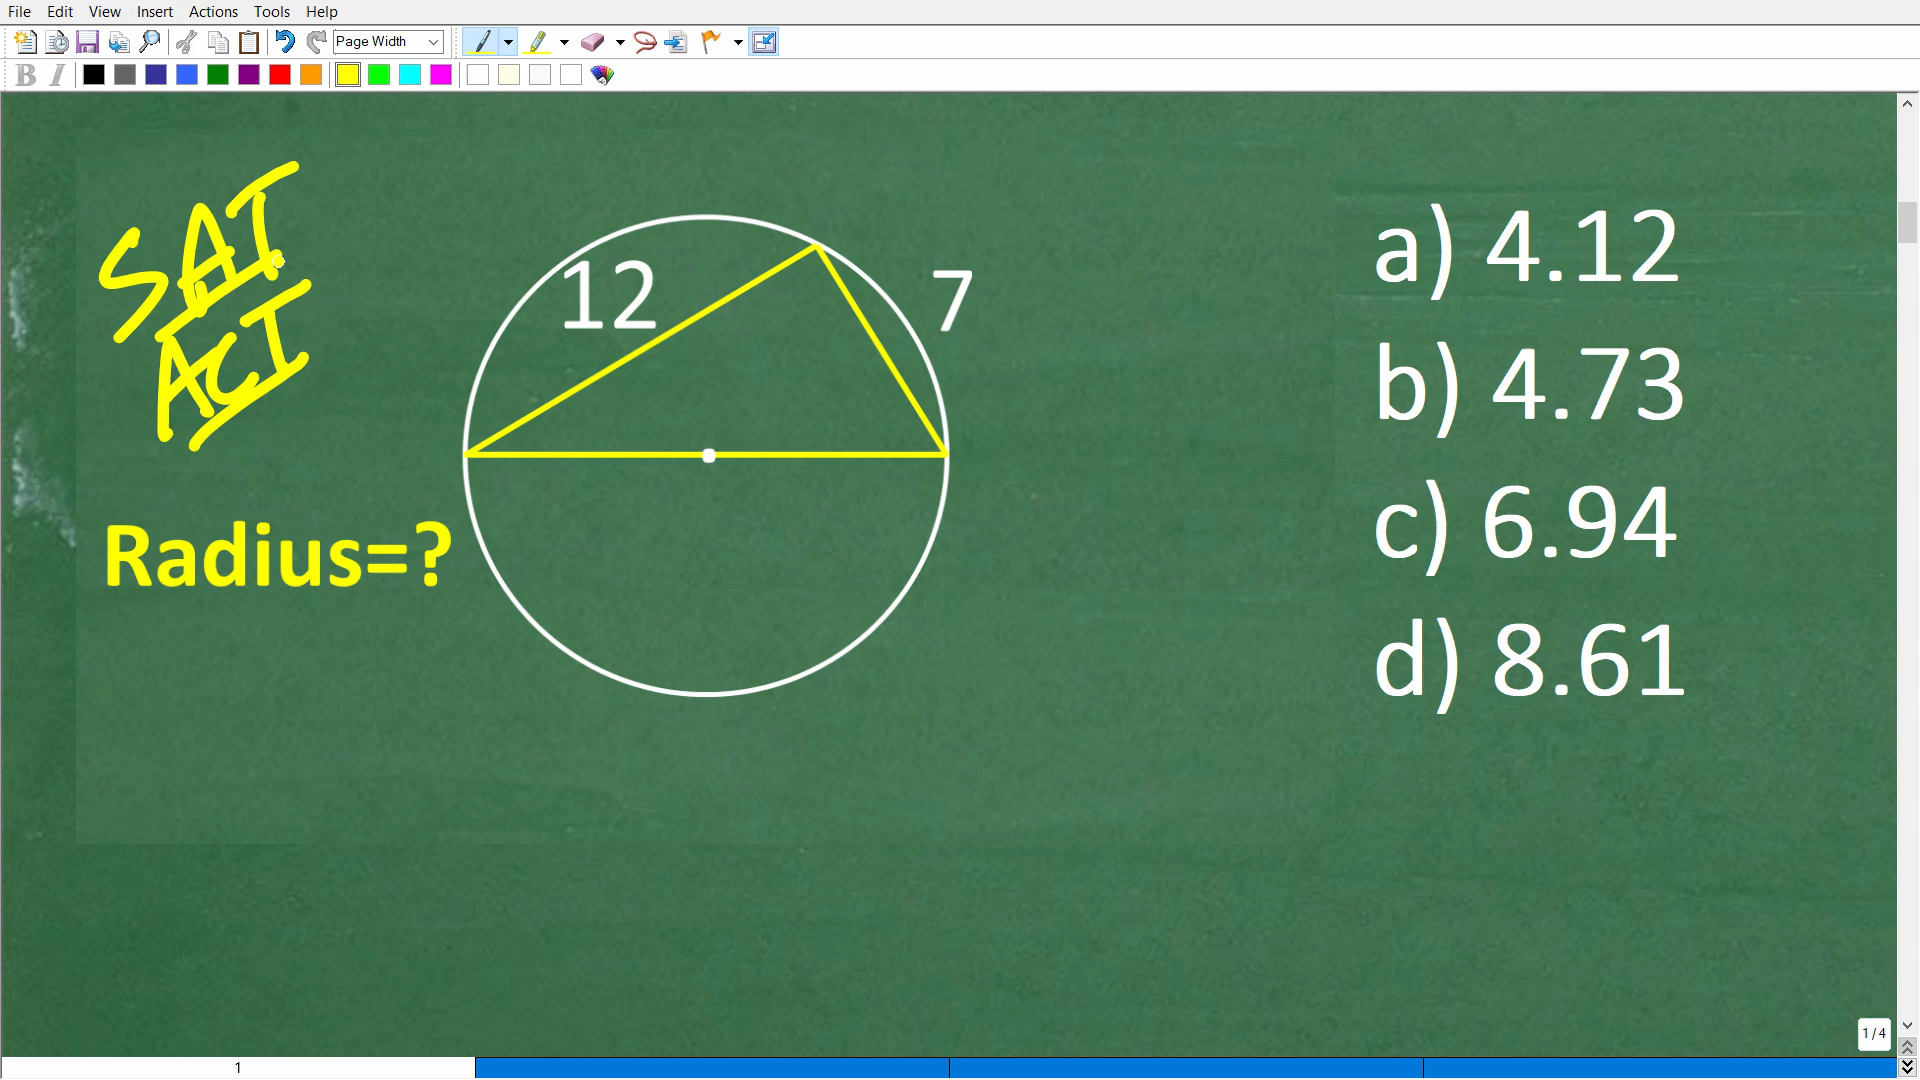 File Edit View Insert Actions Tools Help
Page Width
B I
SAT
ACT
12
7
Radius=?
a) 4.12
b) 4.73
c) 6.94
d) 8.61
1 / 4
1